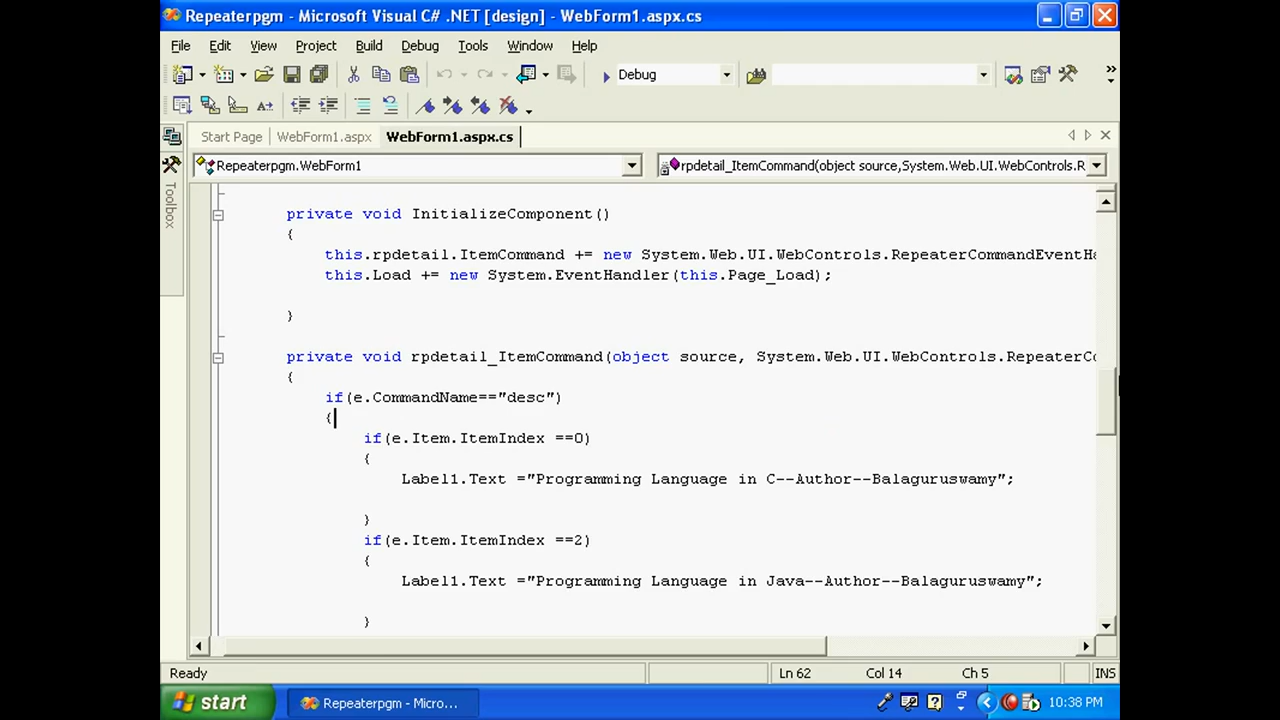 Repeaterpgm - Microsoft Visual C# .NET [design] - WebForm1.aspx.cs
File Edit View Project Build Debug Tools Window Help
Debug
Start Page WebForm1.aspx WebForm1.aspx.cs
Repeaterpgm.WebForm1 rpdetail_ItemCommand(object source,System.Web.UI.WebControls.R
Toolbox
private void InitializeComponent()
{
this.rpdetail.ItemCommand += new System.Web.UI.WebControls.RepeaterCommandEventHa
this.Load += new System.EventHandler(this.Page_Load);
}
private void rpdetail_ItemCommand(object source, System.Web.UI.WebControls.RepeaterCo
{
if(e.CommandName=="desc")
{
if(e.Item.ItemIndex ==0)
{
Label1.Text ="Programming Language in C--Author--Balaguruswamy";
}
if(e.Item.ItemIndex ==2)
{
Label1.Text ="Programming Language in Java--Author--Balaguruswamy";
}
Ready Ln 62 Col 14 Ch 5 INS
start Repeaterpgm - Micro... 10:38 PM